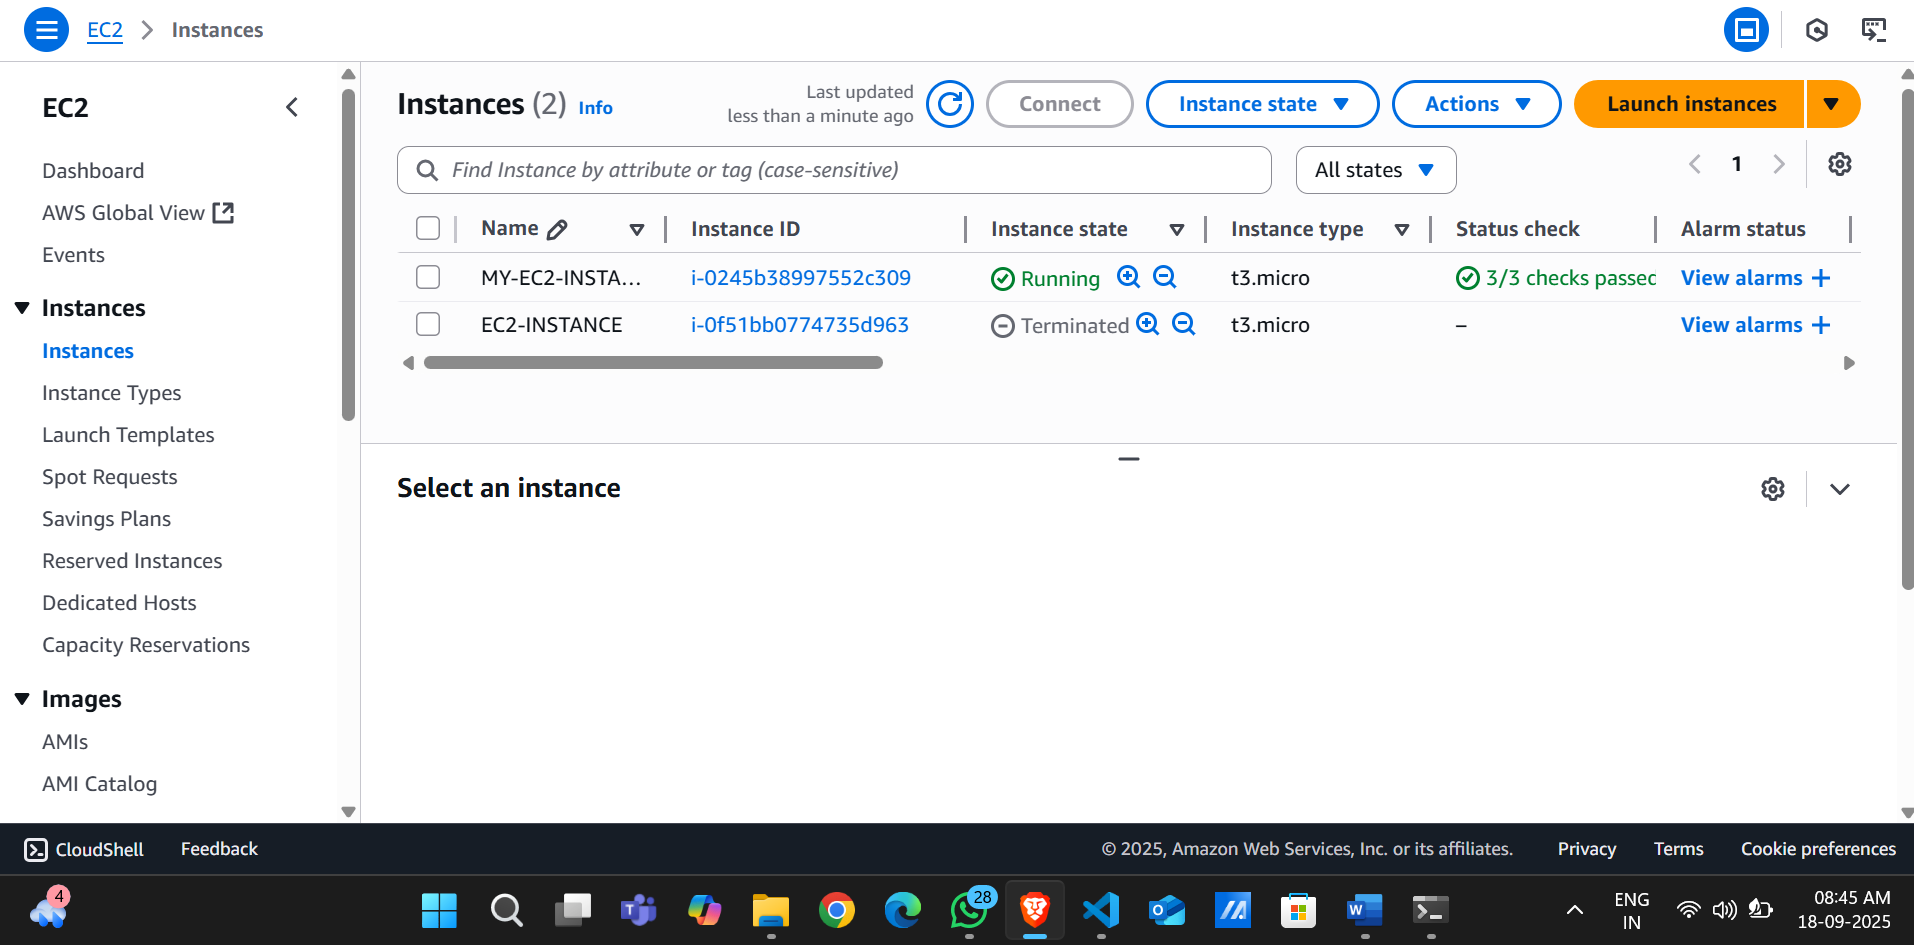 EC2 Instances
EC2
Dashboard
AWS Global View
Events
Instances
Instances
Instance Types
Launch Templates
Spot Requests
Savings Plans
Reserved Instances
Dedicated Hosts
Capacity Reservations
Images
AMIs
AMI Catalog
Instances (2) Info
Last updated
less than a minute ago
Connect
Instance state
Actions
Launch instances
Find Instance by attribute or tag (case-sensitive)
All states
1
Name Instance ID Instance state Instance type Status check Alarm status
MY-EC2-INSTA... i-0245b38997552c309 Running t3.micro 3/3 checks passec View alarms +
EC2-INSTANCE i-0f51bb0774735d963 Terminated t3.micro – View alarms +
Select an instance
CloudShell Feedback © 2025, Amazon Web Services, Inc. or its affiliates. Privacy Terms Cookie preferences
4
T
28
O
W
ENG
IN
08:45 AM
18-09-2025